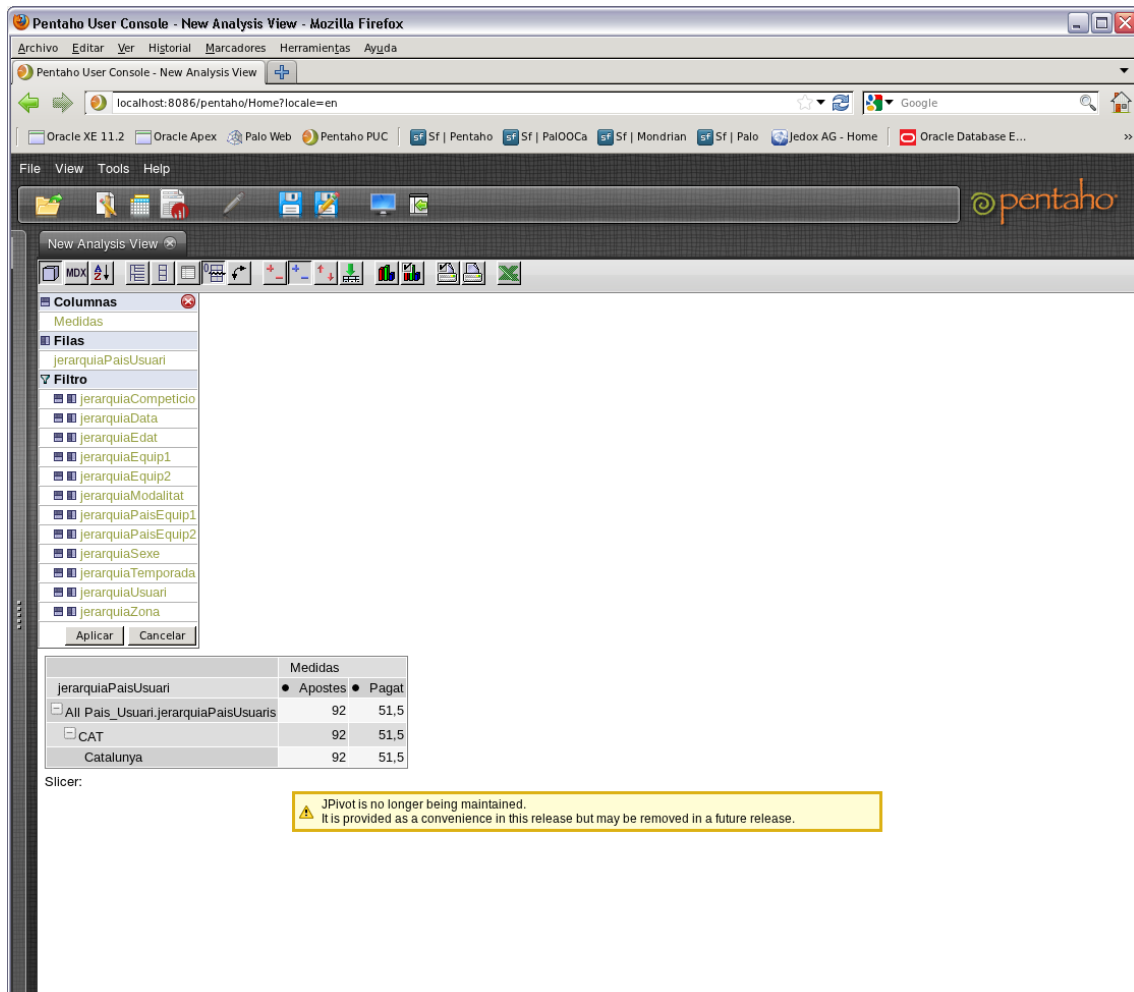 Pentaho User Console - New Analysis View - Mozilla Firefox
Archivo Editar Ver Historial Marcadores Herramientas Ayuda
Pentaho User Console - New Analysis View
localhost:8086/pentaho/Home?locale=en
Google
Oracle XE 11.2 Oracle Apex Palo Web Pentaho PUC Sf | Pentaho Sf | PalOOCa Sf | Mondrian Sf | Palo Jedox AG - Home Oracle Database E...
File View Tools Help
pentaho
New Analysis View
MDX
Columnas
Medidas
Filas
jerarquiaPaisUsuari
Filtro
jerarquiaCompeticio
jerarquiaData
jerarquiaEdat
jerarquiaEquip1
jerarquiaEquip2
jerarquiaModalitat
jerarquiaPaisEquip1
jerarquiaPaisEquip2
jerarquiaSexe
jerarquiaTemporada
jerarquiaUsuari
jerarquiaZona
Aplicar Cancelar
Medidas
jerarquiaPaisUsuari Apostes Pagat
All Pais_Usuari.jerarquiaPaisUsuaris 92 51,5
CAT 92 51,5
Catalunya 92 51,5
Slicer:
JPivot is no longer being maintained.
It is provided as a convenience in this release but may be removed in a future release.